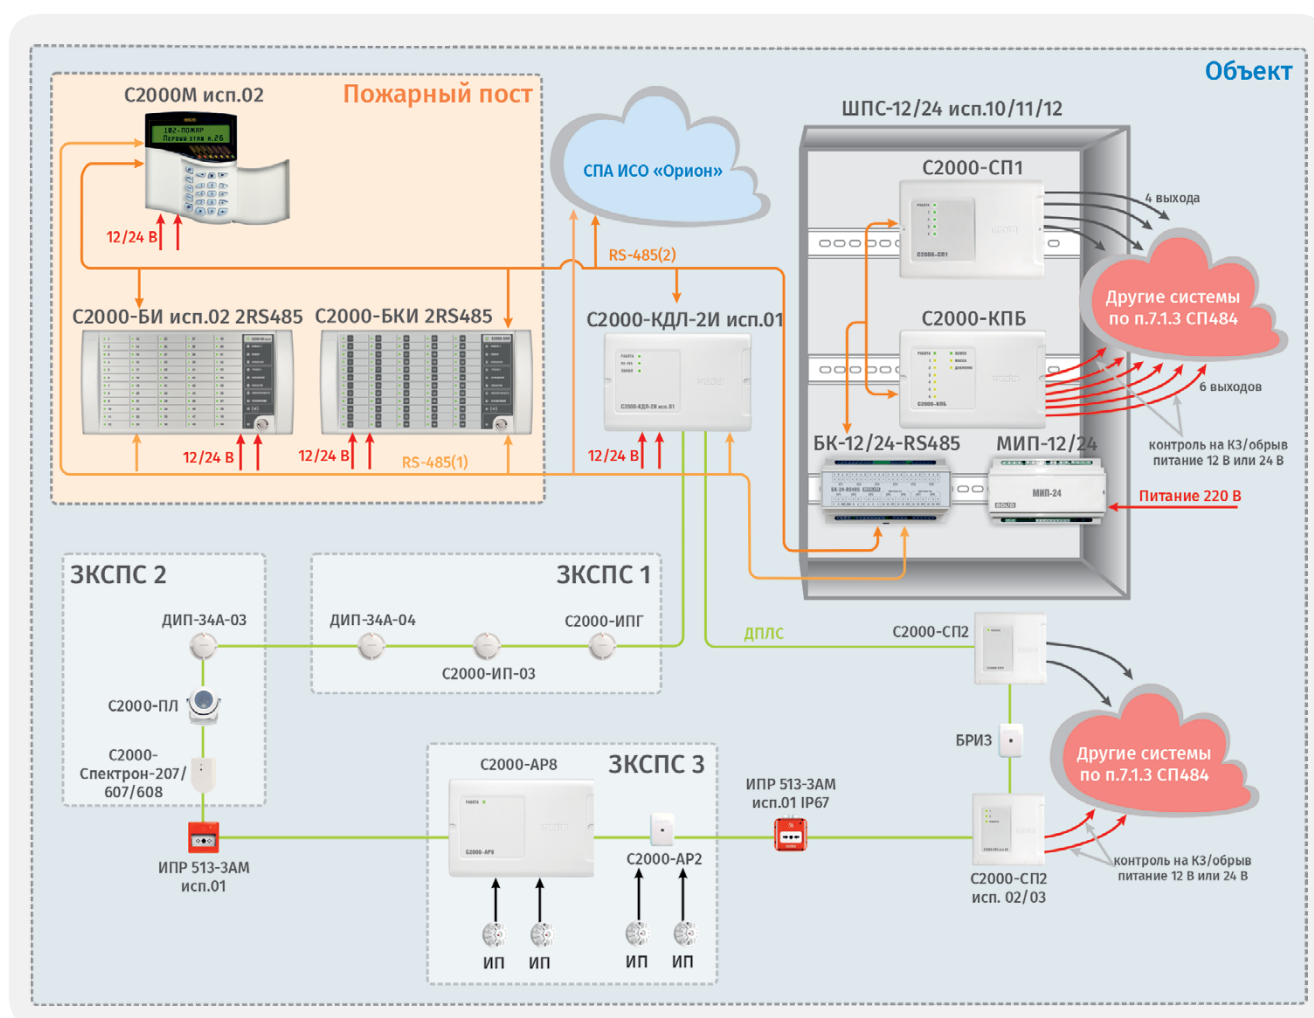 Объект
Пожарный пост
С2000М исп.02
102-ПОЖАР
Первый этаж п.26
12/24 В
СПА ИСО «Орион»
ШПС-12/24 исп.10/11/12
С2000-СП1
4 выхода
RS-485(2)
С2000-БИ исп.02 2RS485
С2000-БКИ 2RS485
С2000-КДЛ-2И исп.01
Другие системы
по п.7.1.3 СП484
С2000-КПБ
6 выходов
12/24 В
12/24 В
12/24 В
RS-485(1)
контроль на КЗ/обрыв
питание 12 В или 24 В
БК-12/24-RS485
МИП-12/24
МИП-24
Питание 220 В
ЗКСПС 2
ЗКСПС 1
ДИП-34А-03
ДИП-34А-04
С2000-ИП-03
С2000-ИПГ
ДПЛС
С2000-СП2
С2000-ПЛ
С2000-
Спектрон-207/
607/608
БРИЗ
Другие системы
по п.7.1.3 СП484
С2000-АР8
ЗКСПС 3
ИПР 513-3АМ
исп.01 IP67
ИПР 513-3АМ
исп.01
С2000-АР2
контроль на КЗ/обрыв
питание 12 В или 24 В
С2000-СП2
исп. 02/03
ИП
ИП
ИП
ИП